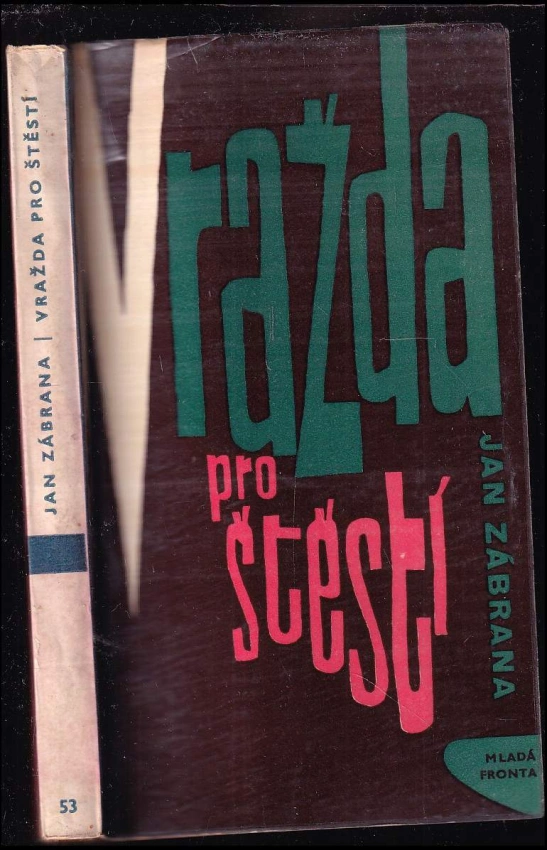 JAN ZÁBRANA | VRAŽDA PRO ŠTĚSTÍ
53
Vražda
pro
štěstí
JAN ZÁBRANA
MLADÁ
FRONTA